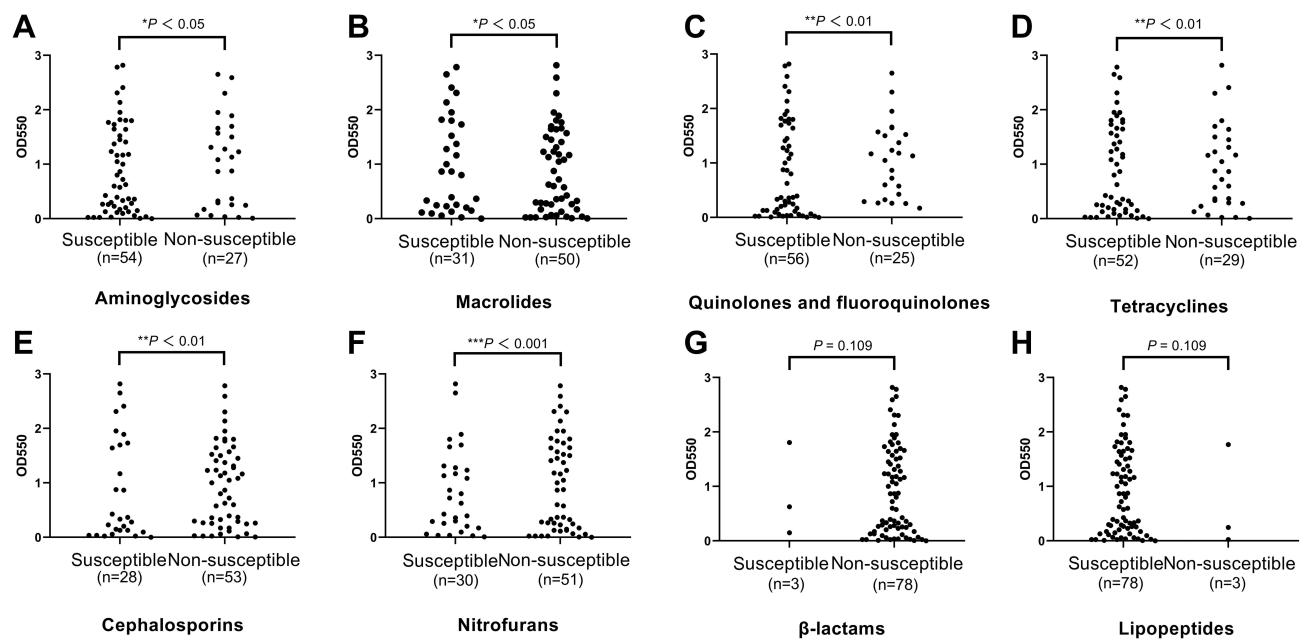 A
*P < 0.05
OD550
3
2
1
0
Susceptible Non-susceptible
(n=54) (n=27)
Aminoglycosides
B
*P < 0.05
OD550
3
2
1
0
Susceptible Non-susceptible
(n=31) (n=50)
Macrolides
C
**P < 0.01
OD550
3
2
1
0
Susceptible Non-susceptible
(n=56) (n=25)
Quinolones and fluoroquinolones
D
**P < 0.01
OD550
3
2
1
0
Susceptible Non-susceptible
(n=52) (n=29)
Tetracyclines
E
**P < 0.01
OD550
3
2
1
0
Susceptible Non-susceptible
(n=28) (n=53)
Cephalosporins
F
***P < 0.001
OD550
3
2
1
0
Susceptible Non-susceptible
(n=30) (n=51)
Nitrofurans
G
P = 0.109
OD550
3
2
1
0
Susceptible Non-susceptible
(n=3) (n=78)
β-lactams
H
P = 0.109
OD550
3
2
1
0
Susceptible Non-susceptible
(n=78) (n=3)
Lipopeptides